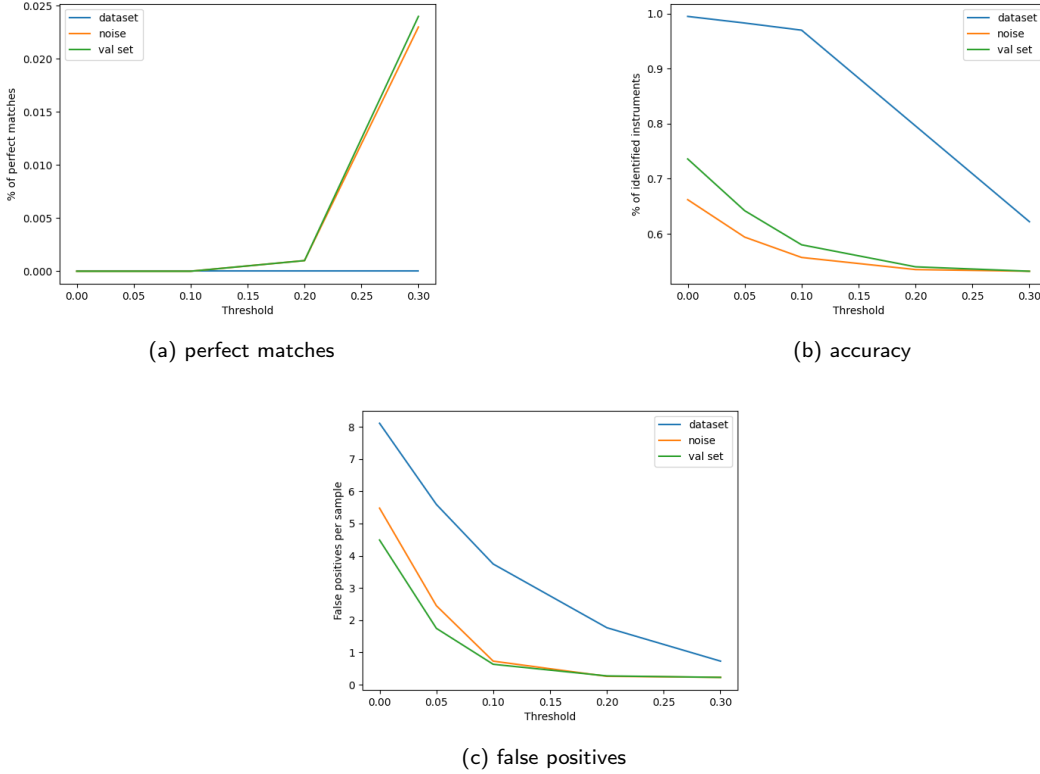 dataset
noise
val set
% of perfect matches
0.025
0.020
0.015
0.010
0.005
0.000
0.00 0.05 0.10 0.15 0.20 0.25 0.30
Threshold
(a) perfect matches
dataset
noise
val set
% of identified instruments
1.0
0.9
0.8
0.7
0.6
0.00 0.05 0.10 0.15 0.20 0.25 0.30
Threshold
(b) accuracy
dataset
noise
val set
False positives per sample
8
7
6
5
4
3
2
1
0
0.00 0.05 0.10 0.15 0.20 0.25 0.30
Threshold
(c) false positives